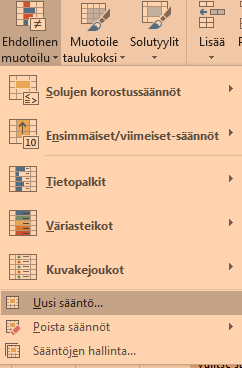 Ehdollinen Muotoile Solutyylit Lisää
muotoilu taulukoksi
≤ >
Solujen korostussäännöt
10
Ensimmäiset/viimeiset-säännöt
Tietopalkit
Väriasteikot
Kuvakejoukot
Uusi sääntö...
Poista säännöt
Sääntöjen hallinta...